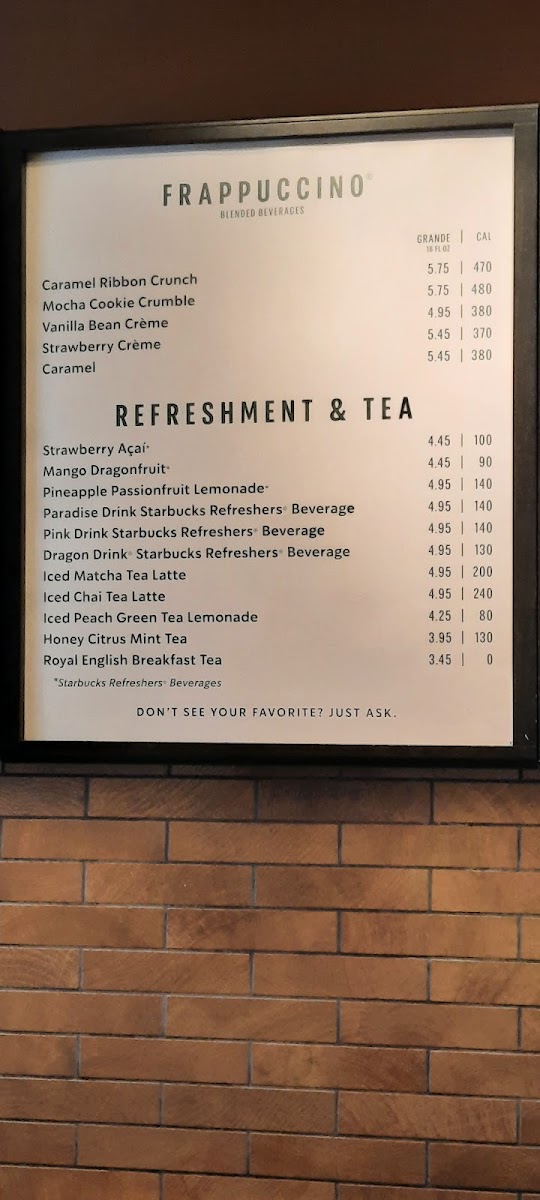 FRAPPUCCINO®
BLENDED BEVERAGES
GRANDE | CAL
16 FL OZ
Caramel Ribbon Crunch 5.75 | 470
Mocha Cookie Crumble 5.75 | 480
Vanilla Bean Crème 4.95 | 380
Strawberry Crème 5.45 | 370
Caramel 5.45 | 380
REFRESHMENT & TEA
Strawberry Açaí* 4.45 | 100
Mango Dragonfruit* 4.45 | 90
Pineapple Passionfruit Lemonade* 4.95 | 140
Paradise Drink Starbucks Refreshers® Beverage 4.95 | 140
Pink Drink Starbucks Refreshers® Beverage 4.95 | 140
Dragon Drink® Starbucks Refreshers® Beverage 4.95 | 130
Iced Matcha Tea Latte 4.95 | 200
Iced Chai Tea Latte 4.95 | 240
Iced Peach Green Tea Lemonade 4.25 | 80
Honey Citrus Mint Tea 3.95 | 130
Royal English Breakfast Tea 3.45 | 0
*Starbucks Refreshers® Beverages
DON'T SEE YOUR FAVORITE? JUST ASK.